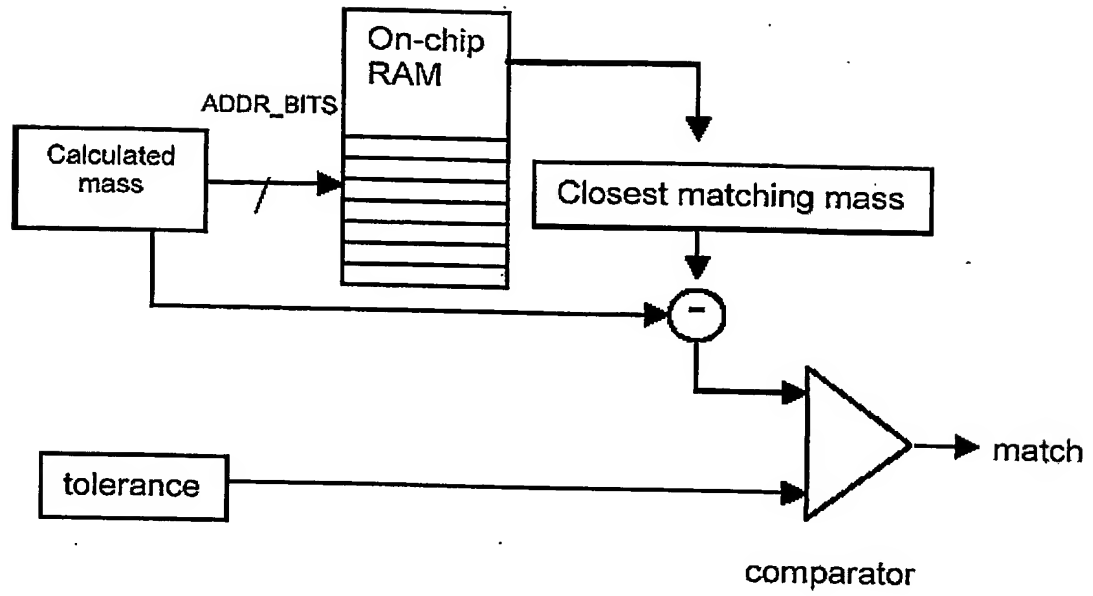 On-chip
RAM
ADDR_BITS
Calculated
mass
Closest matching mass
-
match
tolerance
comparator